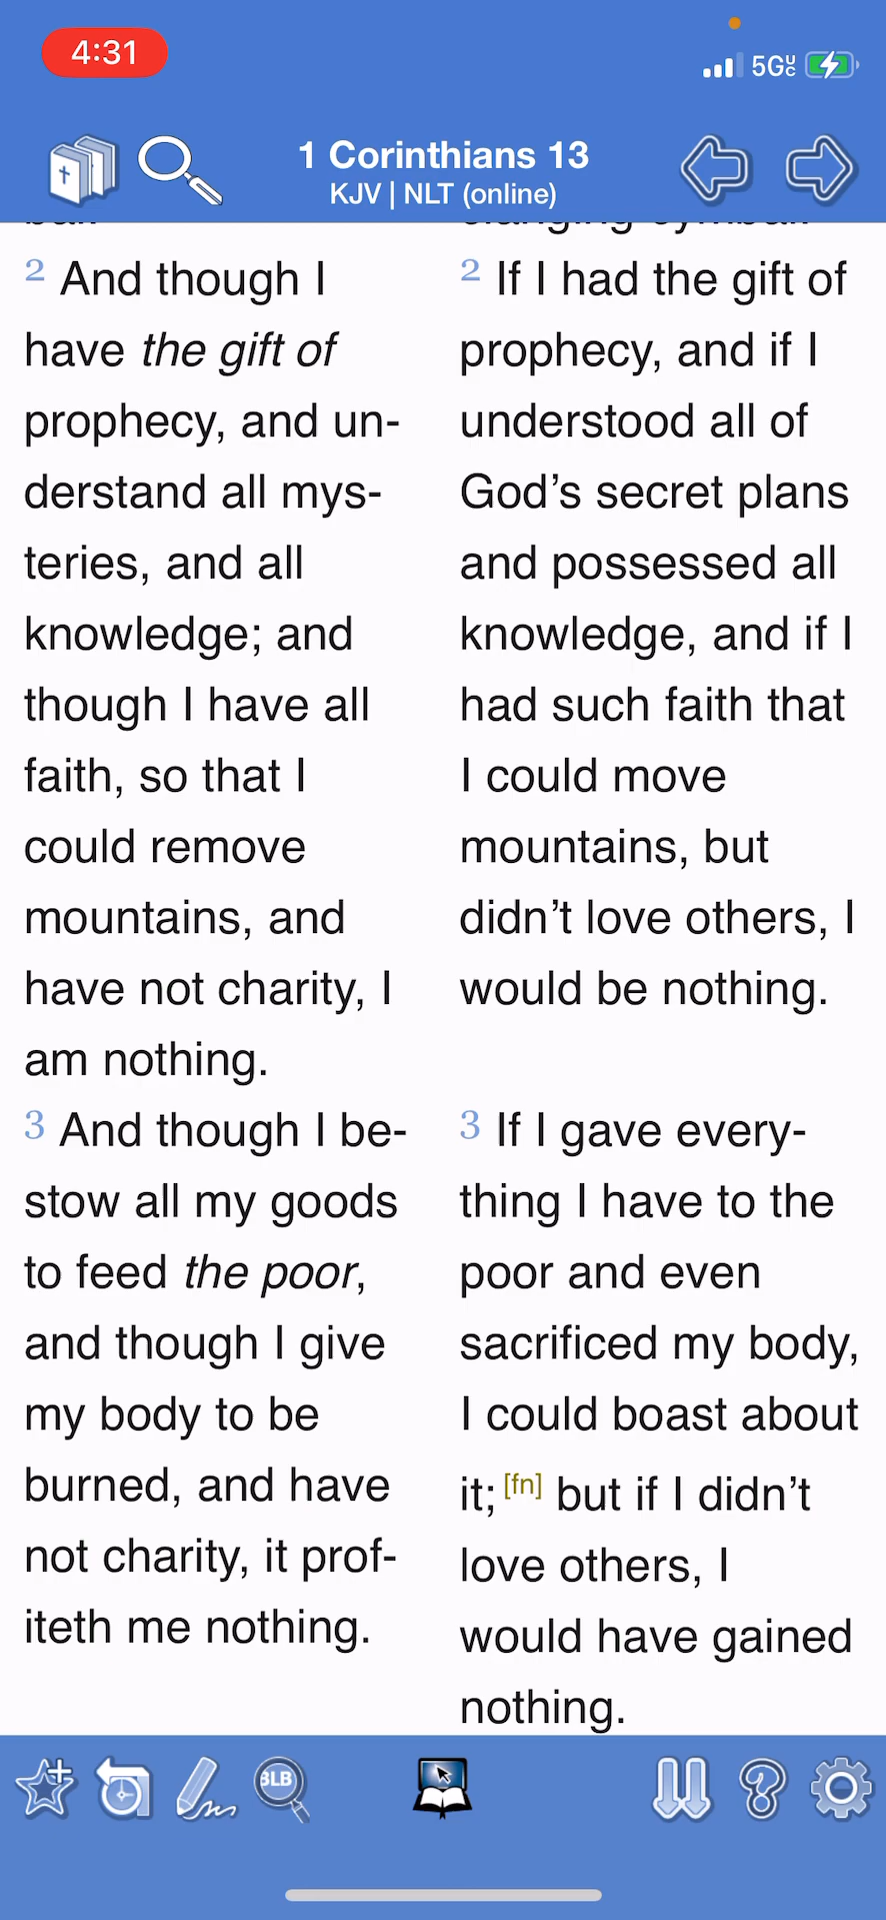 4:31
5G
1 Corinthians 13
KJV | NLT (online)
2 And though I
have the gift of
prophecy, and un-
derstand all mys-
teries, and all
knowledge; and
though I have all
faith, so that I
could remove
mountains, and
have not charity, I
am nothing.
3 And though I be-
stow all my goods
to feed the poor,
and though I give
my body to be
burned, and have
not charity, it prof-
iteth me nothing.
2 If I had the gift of
prophecy, and if I
understood all of
God’s secret plans
and possessed all
knowledge, and if I
had such faith that
I could move
mountains, but
didn’t love others, I
would be nothing.
3 If I gave every-
thing I have to the
poor and even
sacrificed my body,
I could boast about
it; [fn] but if I didn’t
love others, I
would have gained
nothing.
BLB